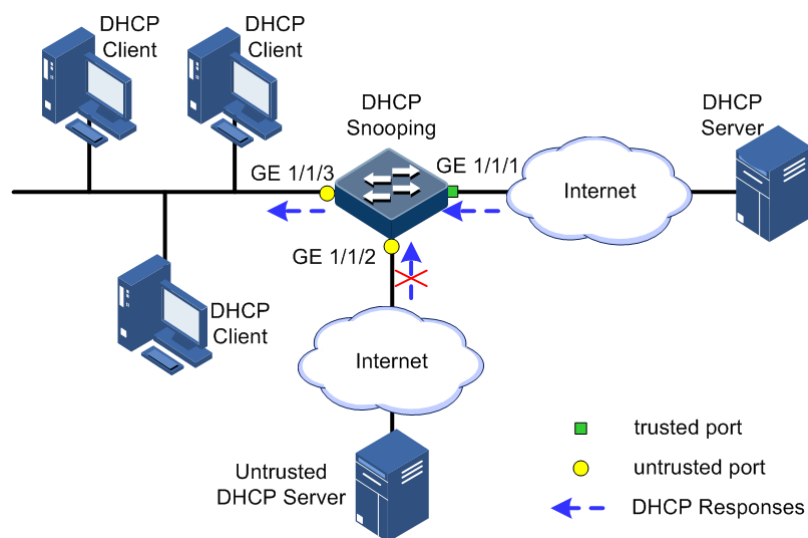 DHCP
Client
DHCP
Client
DHCP
Snooping
DHCP
Server
GE 1/1/3
GE 1/1/1
Internet
GE 1/1/2
DHCP
Client
Internet
Untrusted
DHCP Server
trusted port
untrusted port
DHCP Responses